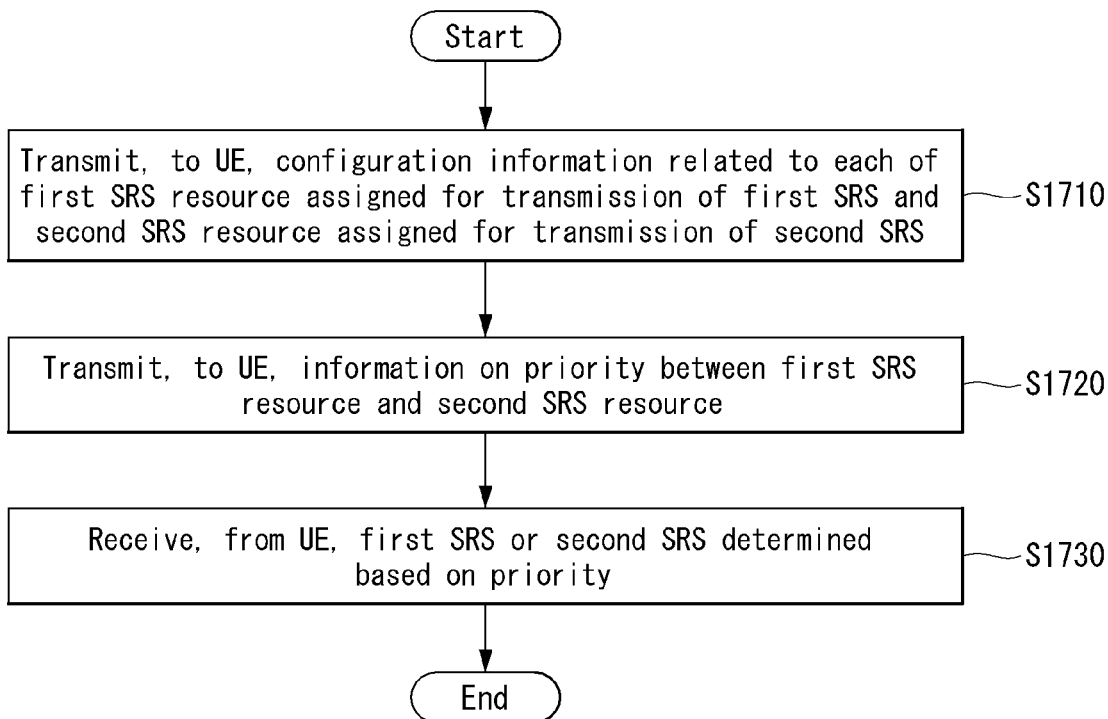 Start
Transmit, to UE, configuration information related to each of
first SRS resource assigned for transmission of first SRS and
second SRS resource assigned for transmission of second SRS
S1710
Transmit, to UE, information on priority between first SRS
resource and second SRS resource
S1720
Receive, from UE, first SRS or second SRS determined
based on priority
S1730
End